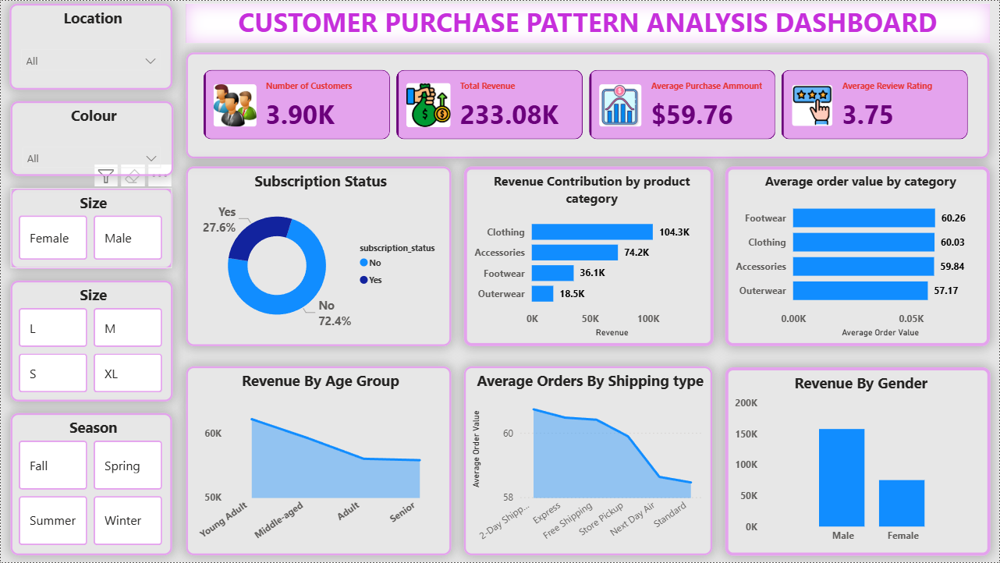 CUSTOMER PURCHASE PATTERN ANALYSIS DASHBOARD
Location
All
Colour
All
Size
Female
Male
Size
L
M
S
XL
Season
Fall
Spring
Summer
Winter
Number of Customers
3.90K
Total Revenue
233.08K
Average Purchase Ammount
$59.76
Average Review Rating
3.75
Subscription Status
Yes
27.6%
No
72.4%
subscription_status
No
Yes
Revenue Contribution by product
category
Clothing
104.3K
Accessories
74.2K
Footwear
36.1K
Outerwear
18.5K
0K
50K
100K
Revenue
Average order value by category
Footwear
60.26
Clothing
60.03
Accessories
59.84
Outerwear
57.17
0.00K
0.05K
Average Order Value
Revenue By Age Group
60K
50K
Young Adult
Middle-aged
Adult
Senior
Average Orders By Shipping type
Average Order Value
60
58
2-Day Shipp...
Express
Free Shipping
Store Pickup
Next Day Air
Standard
Revenue By Gender
200K
150K
100K
50K
0K
Male
Female